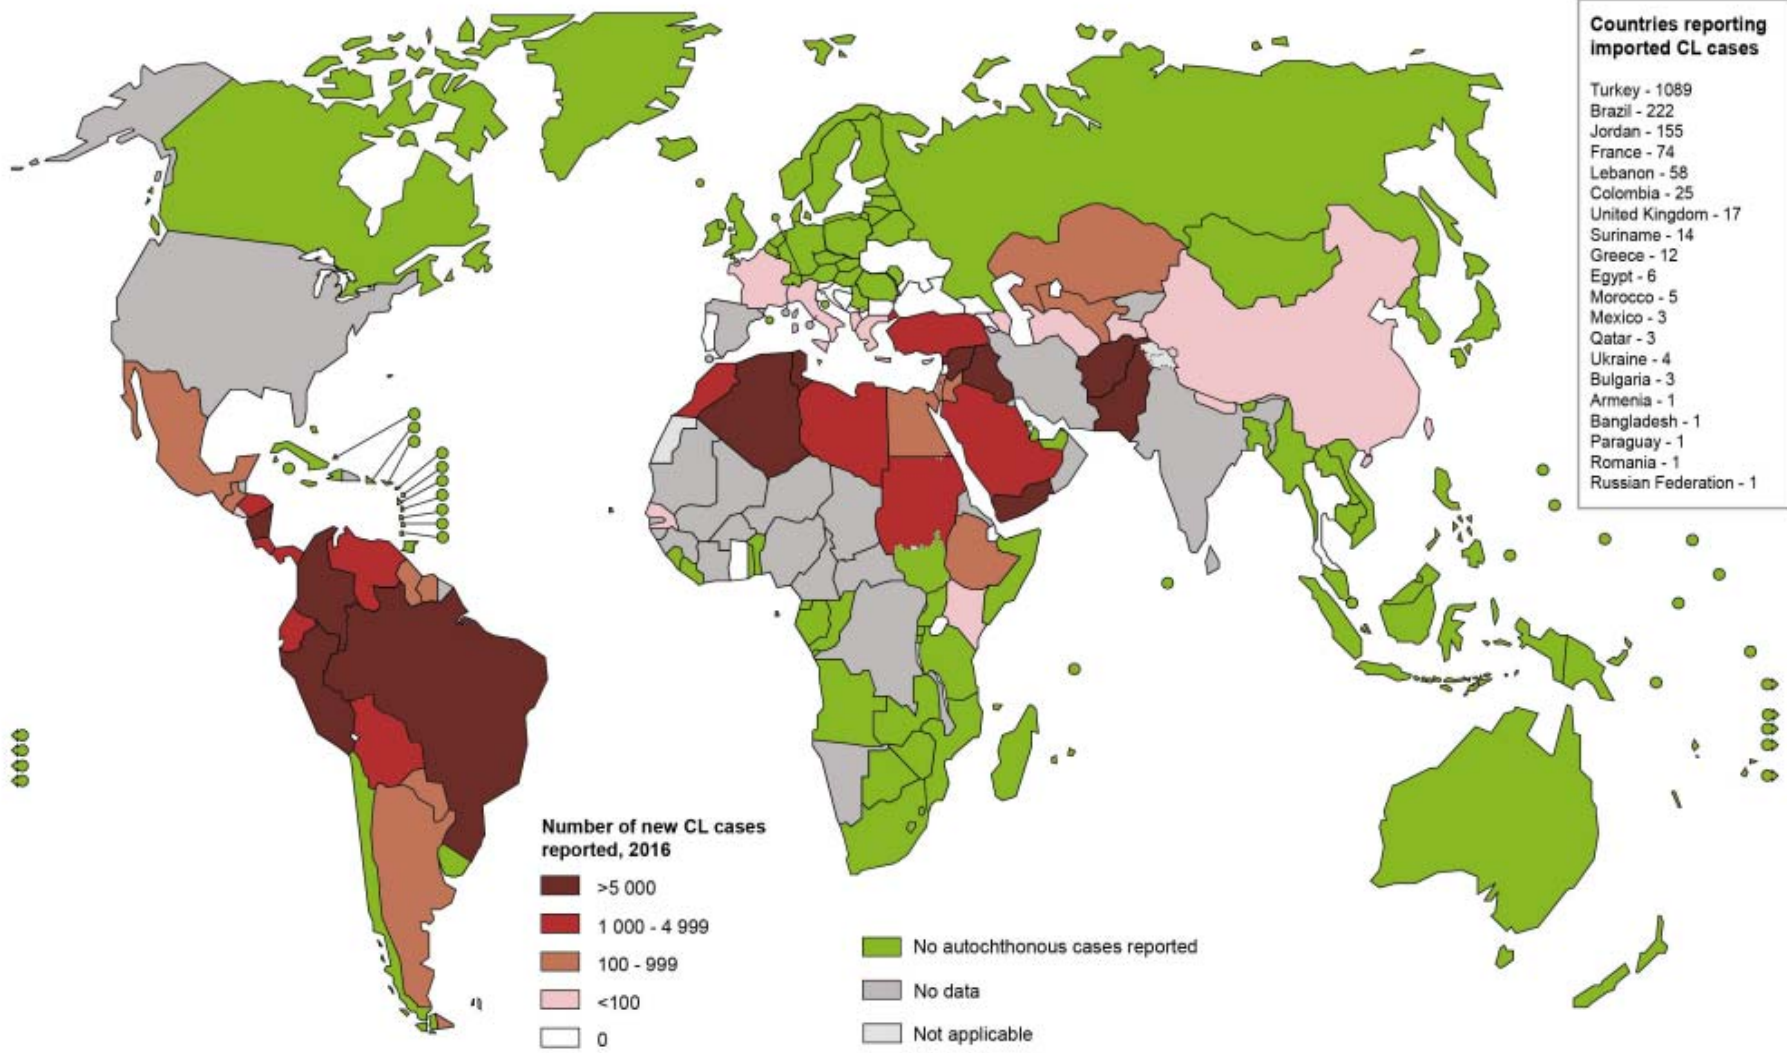 Countries reporting
imported CL cases
Turkey - 1089
Brazil - 222
Jordan - 155
France - 74
Lebanon - 58
Colombia - 25
United Kingdom - 17
Suriname - 14
Greece - 12
Egypt - 6
Morocco - 5
Mexico - 3
Qatar - 3
Ukraine - 4
Bulgaria - 3
Armenia - 1
Bangladesh - 1
Paraguay - 1
Romania - 1
Russian Federation - 1
Number of new CL cases
reported, 2016
>5 000
1 000 - 4 999
100 - 999
<100
0
No autochthonous cases reported
No data
Not applicable